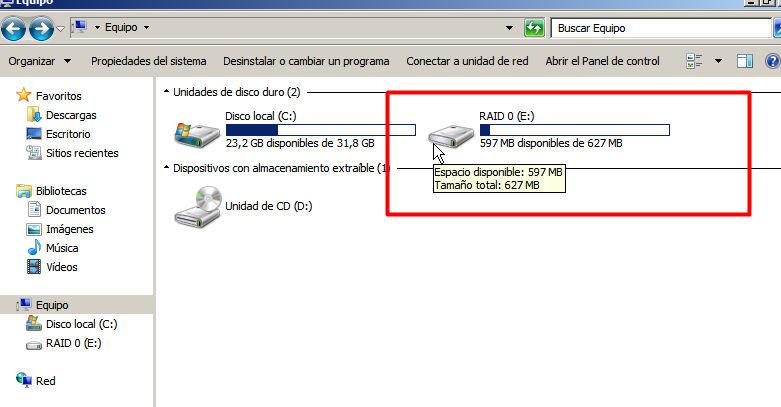 Equipo
Equipo
Buscar Equipo
Organizar
Propiedades del sistema
Desinstalar o cambiar un programa
Conectar a unidad de red
Abrir el Panel de control
Favoritos
Descargas
Escritorio
Sitios recientes
Bibliotecas
Documentos
Imágenes
Música
Vídeos
Equipo
Disco local (C:)
RAID 0 (E:)
Red
Unidades de disco duro (2)
Disco local (C:)
23,2 GB disponibles de 31,8 GB
RAID 0 (E:)
597 MB disponibles de 627 MB
Espacio disponible: 597 MB
Tamaño total: 627 MB
Dispositivos con almacenamiento extraíble (1)
Unidad de CD (D:)